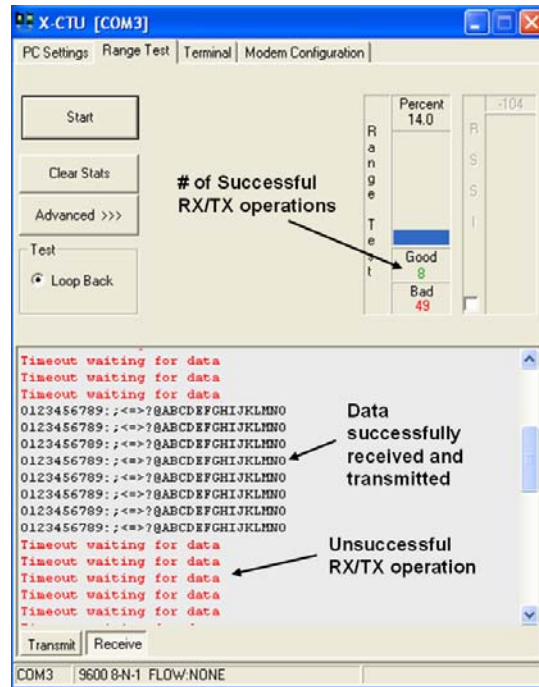 X-CTU [COM3]
PC Settings Range Test Terminal Modem Configuration
Start
Clear Stats
Advanced >>>
Test
Loop Back
# of Successful
RX/TX operations
Range Test
Percent
14.0
Good
8
Bad
49
-104
RSSI
Timeout waiting for data
Timeout waiting for data
Timeout waiting for data
0123456789:;<=>?@ABCDEFGHIJKLMNO
0123456789:;<=>?@ABCDEFGHIJKLMNO
0123456789:;<=>?@ABCDEFGHIJKLMNO
0123456789:;<=>?@ABCDEFGHIJKLMNO
0123456789:;<=>?@ABCDEFGHIJKLMNO
0123456789:;<=>?@ABCDEFGHIJKLMNO
0123456789:;<=>?@ABCDEFGHIJKLMNO
0123456789:;<=>?@ABCDEFGHIJKLMNO
Data
successfully
received and
transmitted
Timeout waiting for data
Timeout waiting for data
Timeout waiting for data
Timeout waiting for data
Timeout waiting for data
Unsuccessful
RX/TX operation
Transmit Receive
COM3 9600 8-N-1 FLOW:NONE